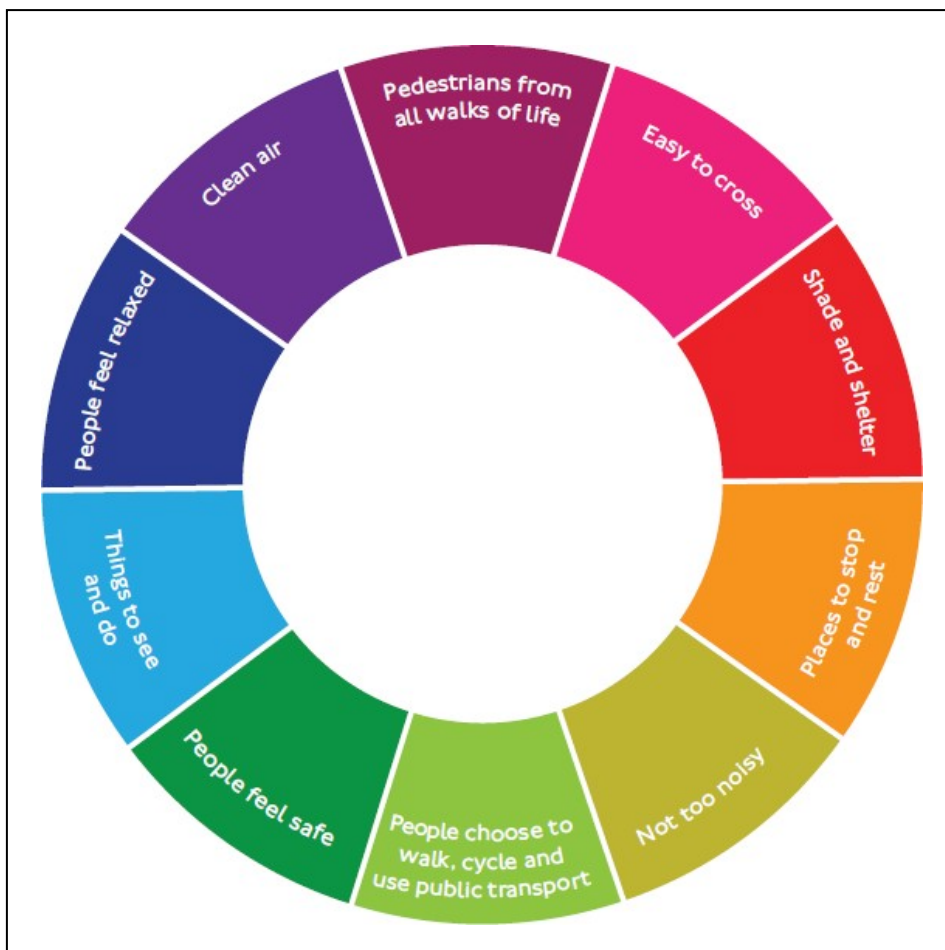 Pedestrians from
all walks of life
Easy to cross
Shade and shelter
Places to stop
and rest
Not too noisy
People choose to
walk, cycle and
use public transport
People feel safe
Things to see
and do
People feel relaxed
Clean air